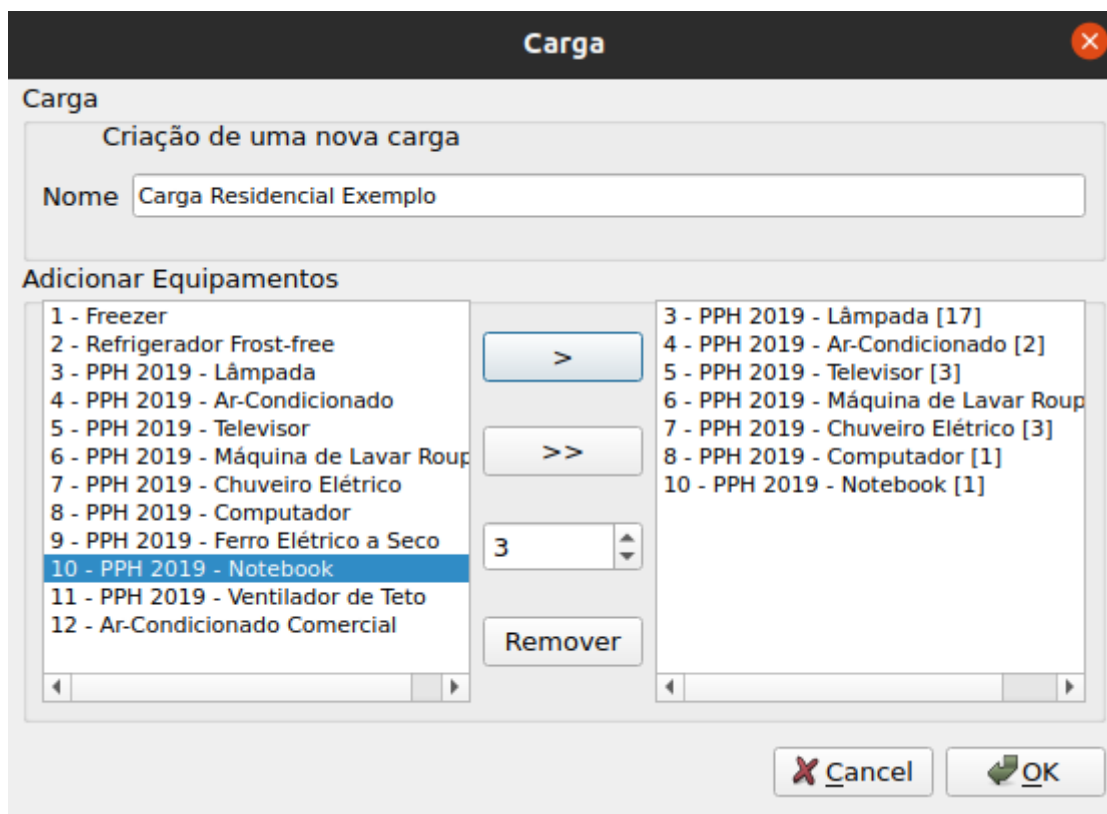 Carga
Carga
Criação de uma nova carga
Nome Carga Residencial Exemplo
Adicionar Equipamentos
1 - Freezer
2 - Refrigerador Frost-free
3 - PPH 2019 - Lâmpada
4 - PPH 2019 - Ar-Condicionado
5 - PPH 2019 - Televisor
6 - PPH 2019 - Máquina de Lavar Roup
7 - PPH 2019 - Chuveiro Elétrico
8 - PPH 2019 - Computador
9 - PPH 2019 - Ferro Elétrico a Seco
10 - PPH 2019 - Notebook
11 - PPH 2019 - Ventilador de Teto
12 - Ar-Condicionado Comercial
>
>>
3
Remover
3 - PPH 2019 - Lâmpada [17]
4 - PPH 2019 - Ar-Condicionado [2]
5 - PPH 2019 - Televisor [3]
6 - PPH 2019 - Máquina de Lavar Roup
7 - PPH 2019 - Chuveiro Elétrico [3]
8 - PPH 2019 - Computador [1]
10 - PPH 2019 - Notebook [1]
Cancel
OK